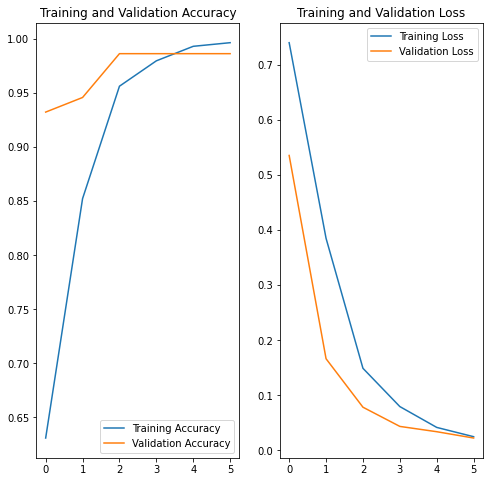 Training and Validation Accuracy
1.00
0.95
0.90
0.85
0.80
0.75
0.70
0.65
0 1 2 3 4 5
Training Accuracy
Validation Accuracy
Training and Validation Loss
0.7
0.6
0.5
0.4
0.3
0.2
0.1
0.0
0 1 2 3 4 5
Training Loss
Validation Loss